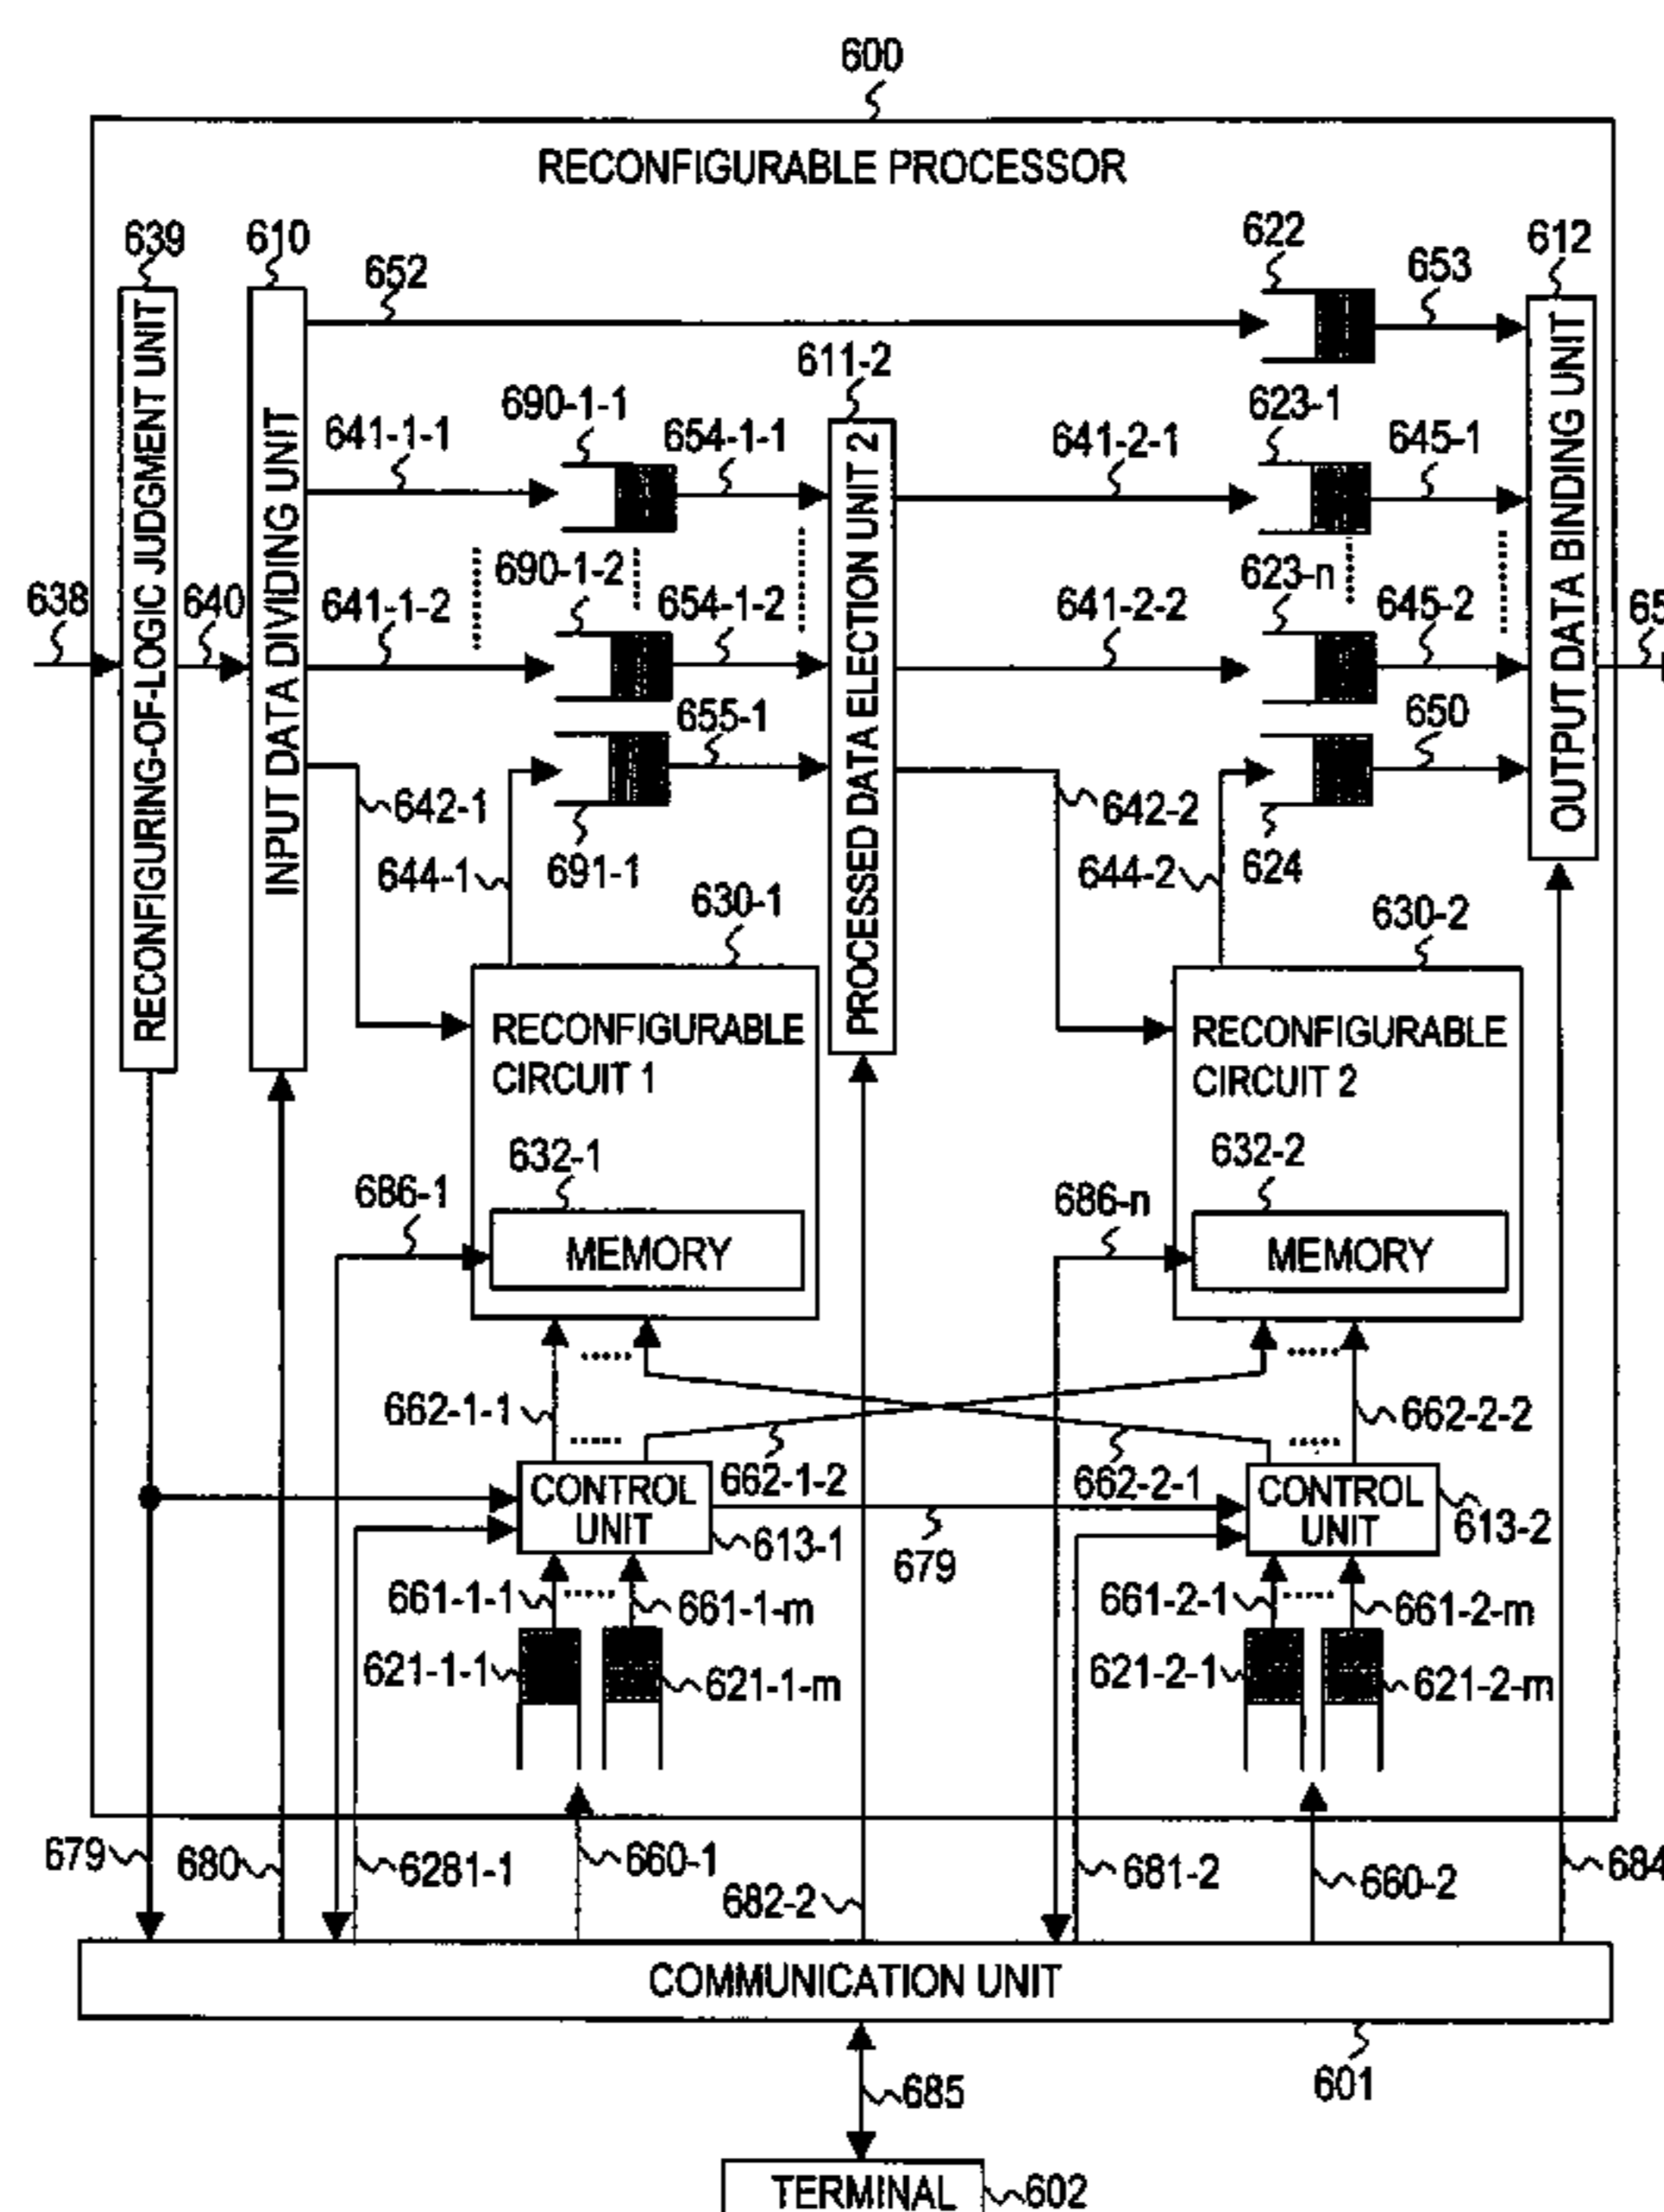 600
RECONFIGURABLE PROCESSOR
639
610
652
622
653
612
RECONFIGURING-OF-LOGIC JUDGMENT UNIT
INPUT DATA DIVIDING UNIT
611-2
PROCESSED DATA ELECTION UNIT 2
OUTPUT DATA BINDING UNIT
641-1-1
690-1-1
654-1-1
641-2-1
623-1
645-1
638
640
641-1-2
690-1-2
654-1-2
641-2-2
623-n
645-2
655-1
650
642-1
642-2
644-1
691-1
644-2
624
630-1
630-2
RECONFIGURABLE
CIRCUIT 1
RECONFIGURABLE
CIRCUIT 2
686-1
632-1
686-n
632-2
MEMORY
MEMORY
662-1-1
662-2-2
662-1-2
662-2-1
CONTROL
UNIT
CONTROL
UNIT
613-1
679
613-2
661-1-1
661-1-m
661-2-1
661-2-m
621-1-1
621-1-m
621-2-1
621-2-m
679
680
6281-1
660-1
682-2
681-2
660-2
684
COMMUNICATION UNIT
685
601
TERMINAL
602